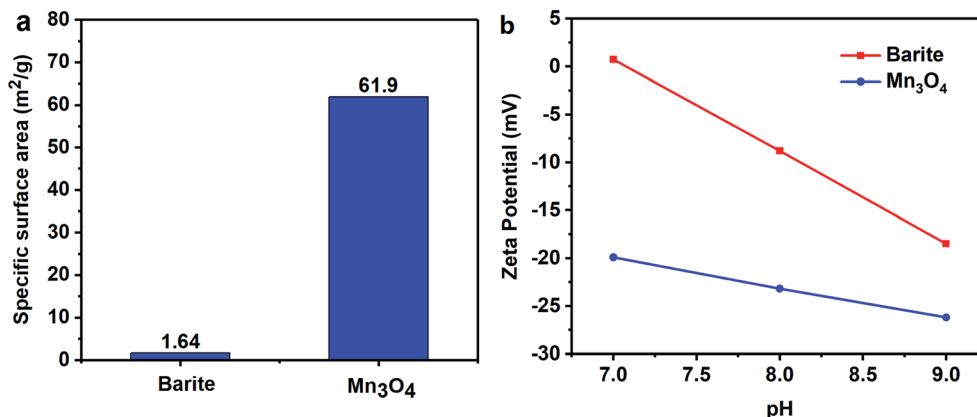 a
Specific surface area (m²/g)
80
70
60
50
40
30
20
10
0
1.64
61.9
Barite
Mn₃O₄
b
Zeta Potential (mV)
5
0
-5
-10
-15
-20
-25
-30
Barite
Mn₃O₄
7.0 7.5 8.0 8.5 9.0
pH